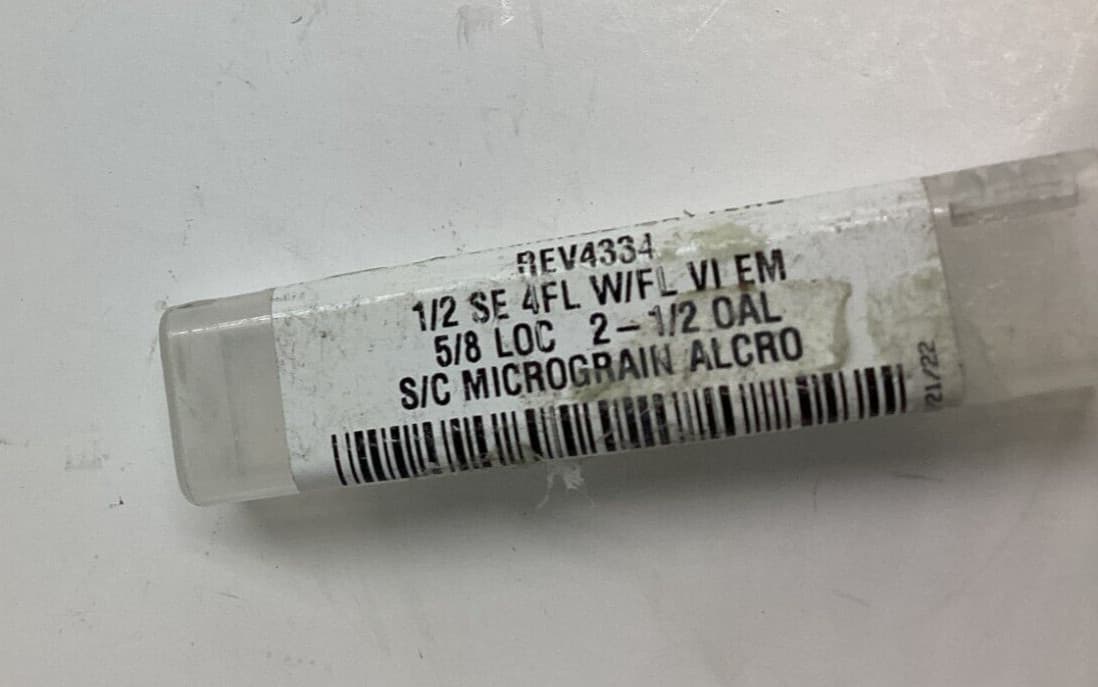 REV4334
1/2 SE 4FL W/FL VI EM
5/8 LOC 2-1/2 OAL
S/C MICROGRAIN ALCRO
/21/22